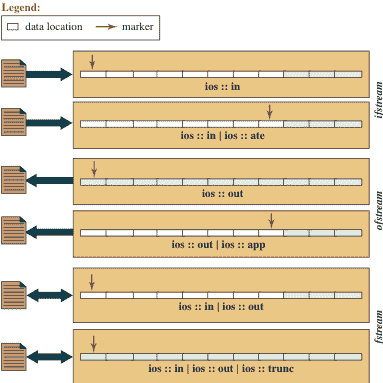 Legend:
data location
marker
ios :: in
ifstream
ios :: in | ios :: ate
ios :: out
ofstream
ios :: out | ios :: app
ios :: in | ios :: out
fstream
ios :: in | ios :: out | ios :: trunc